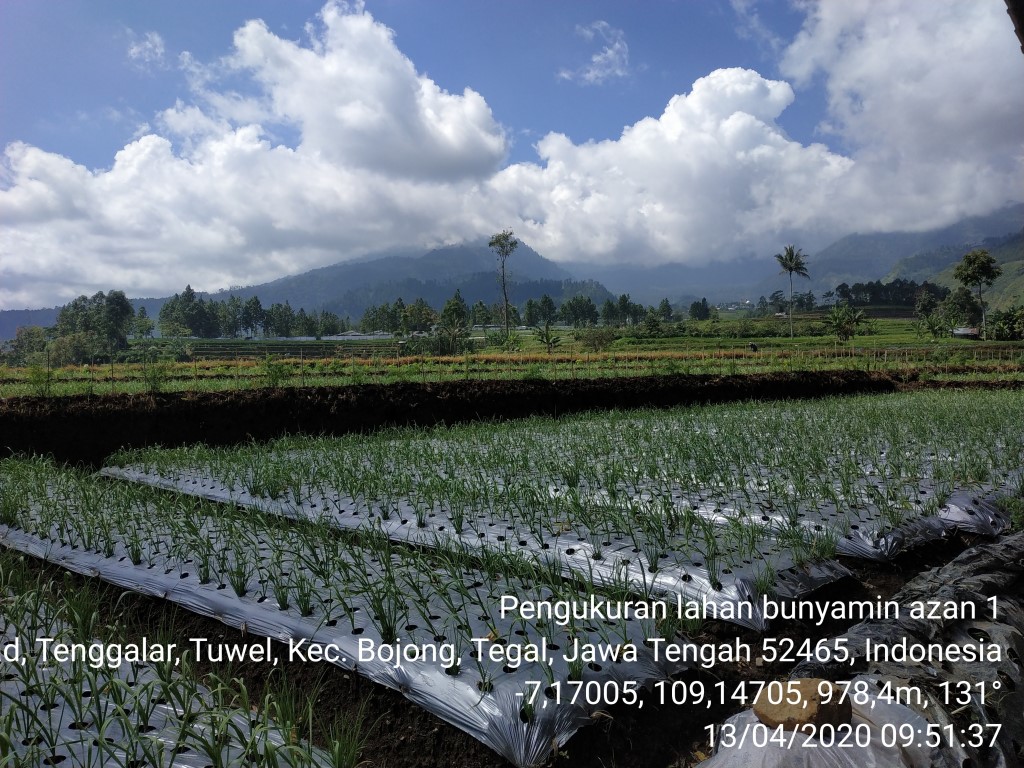 Pengukuran lahan bunyamin azan 1
Tenggalar, Tuwel, Kec. Bojong, Tegal, Jawa Tengah 52465, Indonesia
-7,17005, 109,14705, 978,4m, 131°
13/04/2020 09:51:37